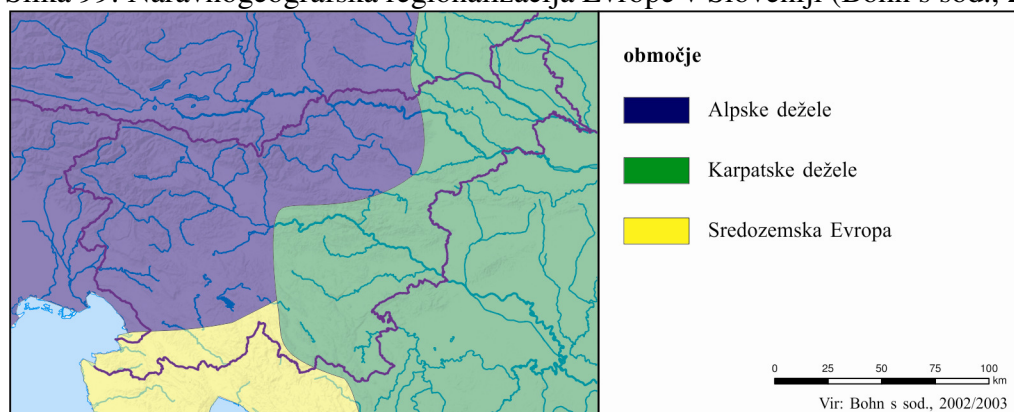 Slika 99: Naravnogeografska regionalizacija Evrope v Sloveniji (Bohn s sod.,
območje
Alpske dežele
Karpatske dežele
Sredozemska Evropa
0 25 50 75 100
km
Vir: Bohn s sod., 2002/2003